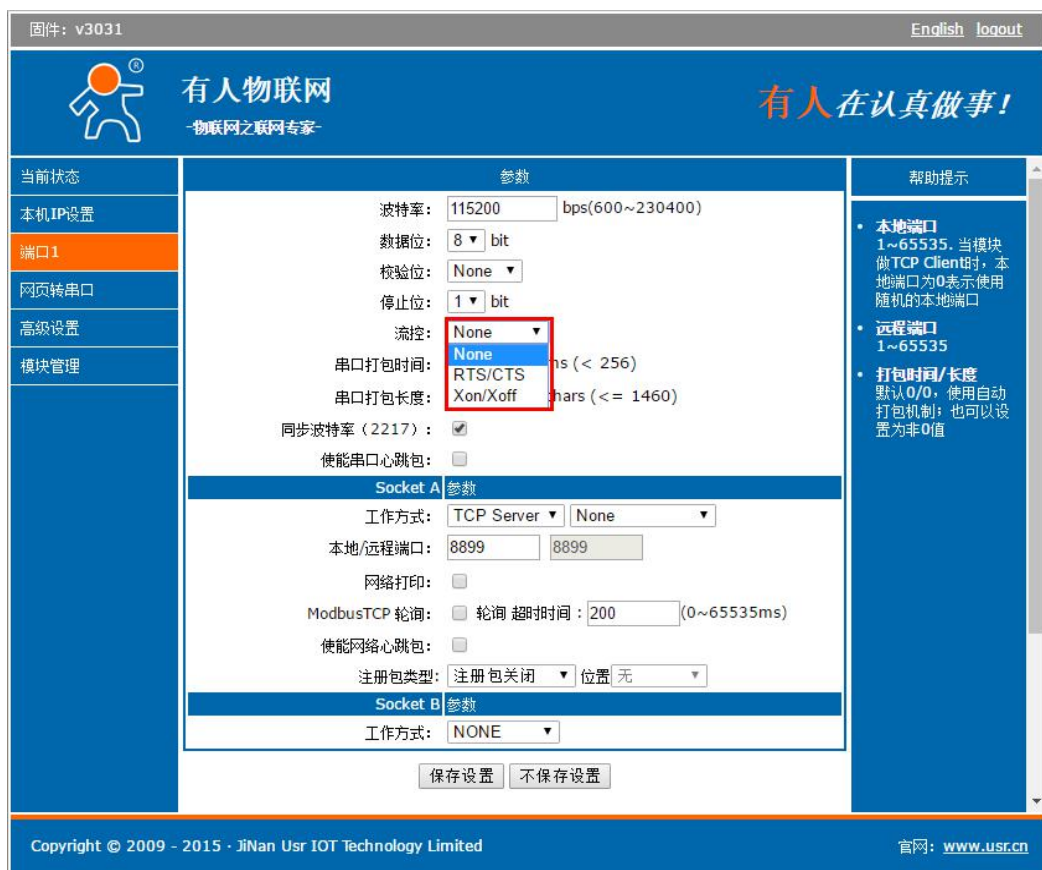 固件: v3031
English logout
®
有人物联网
-物联网之联网专家-
有人在认真做事!
当前状态
本机IP设置
端口1
网页转串口
高级设置
模块管理
参数
波特率: 115200 bps(600~230400)
数据位: 8 bit
校验位: None
停止位: 1 bit
流控: None
None
RTS/CTS
Xon/Xoff
串口打包时间: ms (< 256)
串口打包长度: chars (<= 1460)
同步波特率(2217):
使能串口心跳包:
Socket A 参数
工作方式: TCP Server None
本地/远程端口: 8899 8899
网络打印:
ModbusTCP 轮询: 轮询 超时时间: 200 (0~65535ms)
使能网络心跳包:
注册包类型: 注册包关闭 位置 无
Socket B 参数
工作方式: NONE
保存设置 不保存设置
帮助提示
• 本地端口
1~65535. 当模块
做TCP Client时, 本
地端口为0表示使用
随机的本地端口
• 远程端口
1~65535
• 打包时间/长度
默认0/0, 使用自动
打包机制; 也可以设
置为非0值
Copyright © 2009 - 2015 · JiNan Usr IOT Technology Limited
官网: www.usr.cn